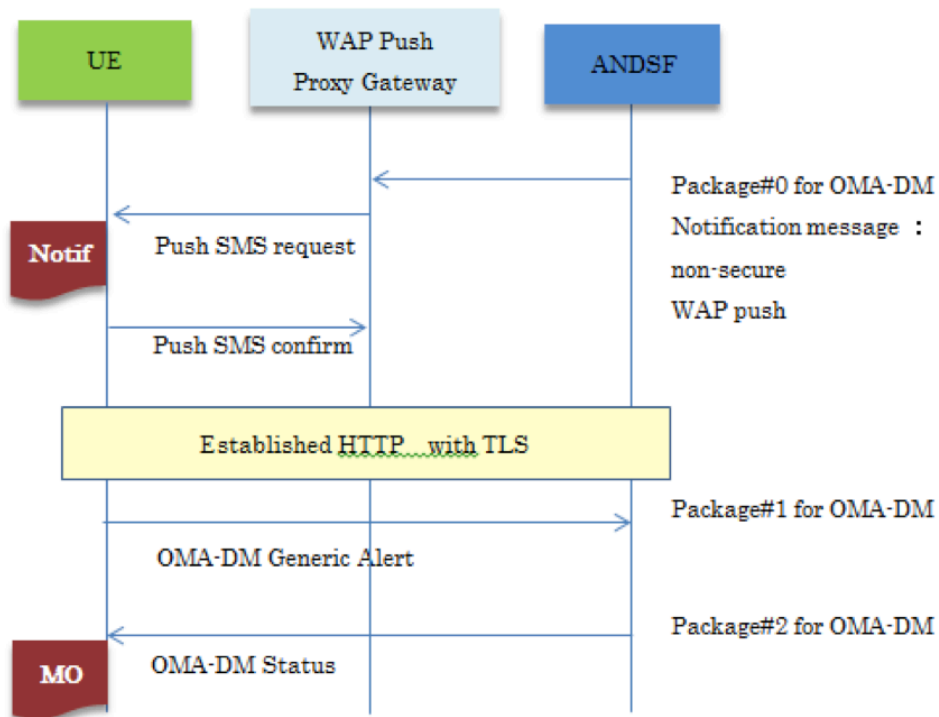 UE
WAP Push
Proxy Gateway
ANDSF
Package#0 for OMA-DM
Notification message :
non-secure
WAP push
Notif
Push SMS request
Push SMS confirm
Established HTTP with TLS
Package#1 for OMA-DM
OMA-DM Generic Alert
Package#2 for OMA-DM
OMA-DM Status
MO